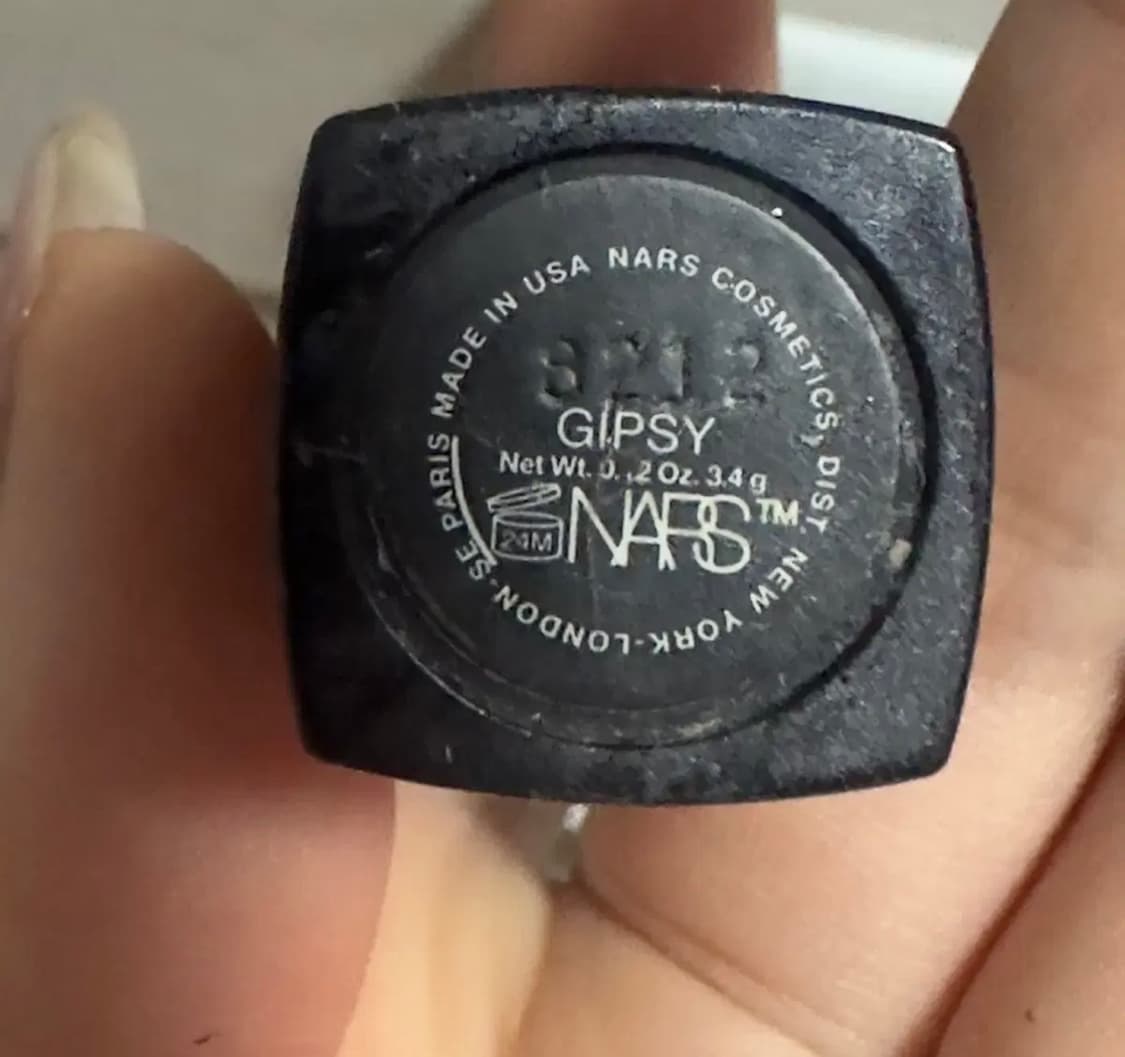 MADE IN USA NARS COSMETICS, DIST. NEW YORK-LONDON-SE PARIS
GIPSY
Net Wt. Oz. 3.4 g
24M
NARS™